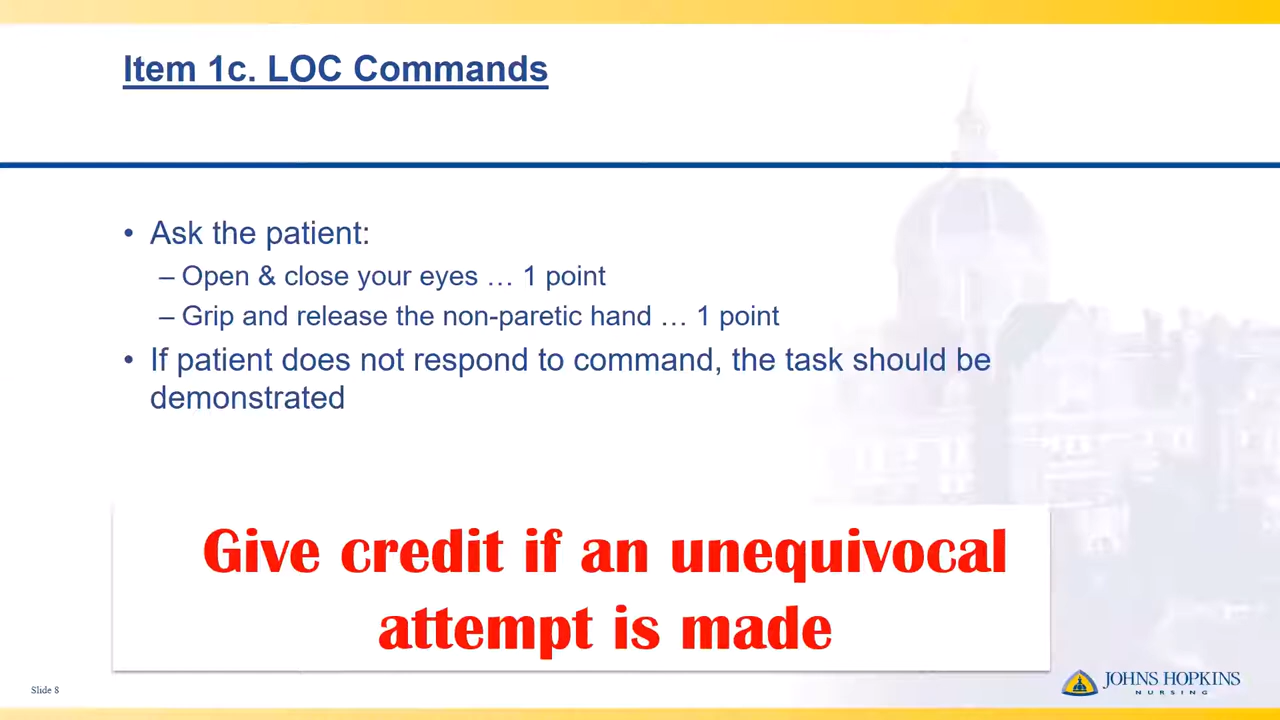 Item 1c. LOC Commands
• Ask the patient:
– Open & close your eyes … 1 point
– Grip and release the non-paretic hand … 1 point
• If patient does not respond to command, the task should be
demonstrated
Give credit if an unequivocal
attempt is made
Slide 8
JOHNS HOPKINS
NURSING